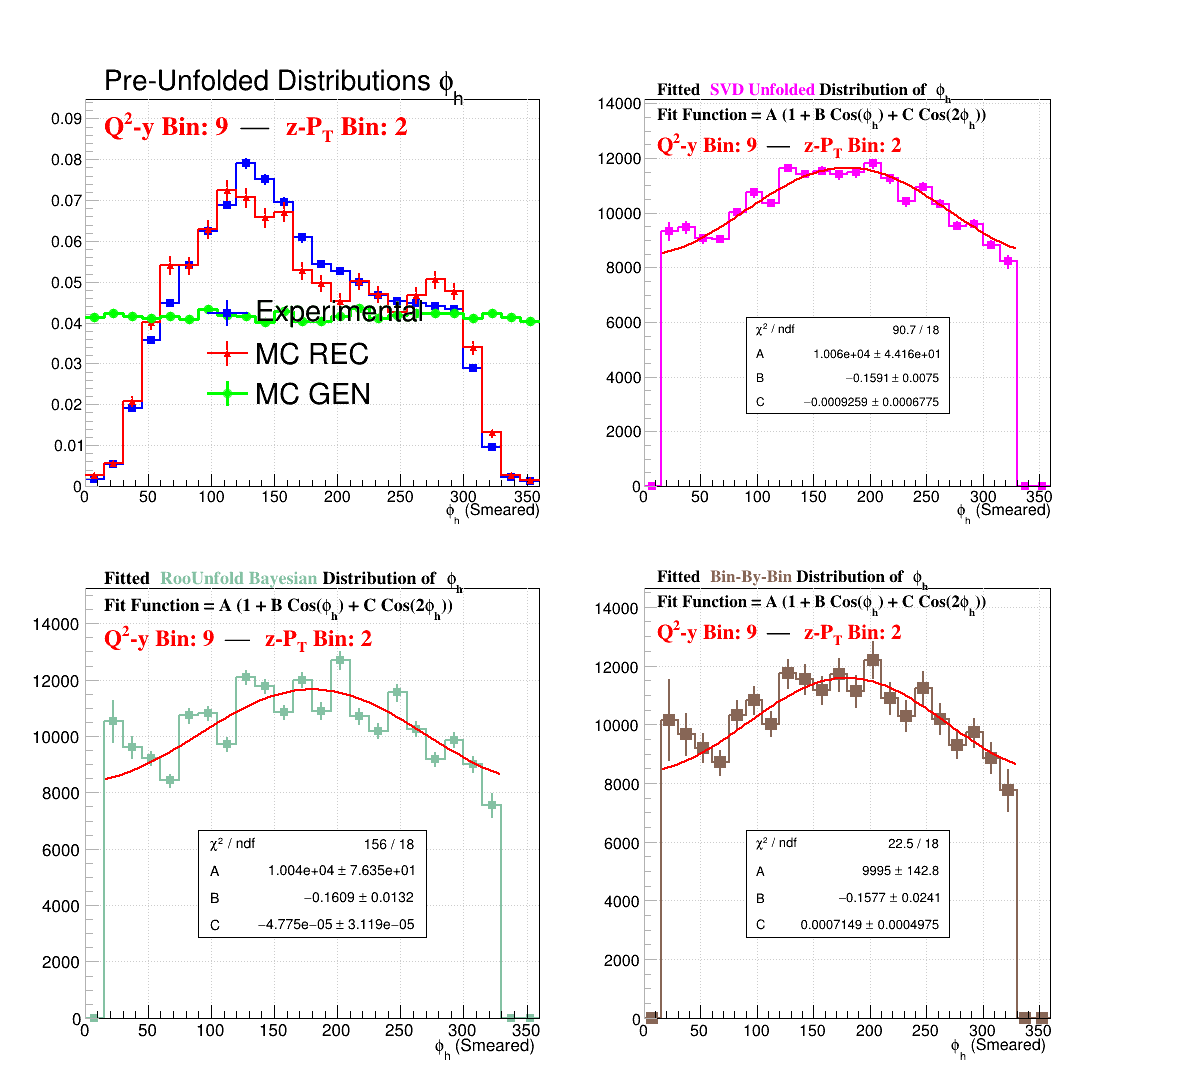 Pre-Unfolded Distributions ϕh
Q2-y Bin: 9 — z-PT Bin: 2
0.09
0.08
0.07
0.06
0.05
0.04
0.03
0.02
0.01
0
Experimental
MC REC
MC GEN
0 50 100 150 200 250 300 350
ϕh (Smeared)
Fitted SVD Unfolded Distribution of ϕh
Fit Function = A (1 + B Cos(ϕh) + C Cos(2ϕh))
Q2-y Bin: 9 — z-PT Bin: 2
14000
12000
10000
8000
6000
4000
2000
0
χ2 / ndf 90.7 / 18
A 1.006e+04 ± 4.416e+01
B −0.1591 ± 0.0075
C −0.0009259 ± 0.0006775
0 50 100 150 200 250 300 350
ϕh (Smeared)
Fitted RooUnfold Bayesian Distribution of ϕh
Fit Function = A (1 + B Cos(ϕh) + C Cos(2ϕh))
Q2-y Bin: 9 — z-PT Bin: 2
14000
12000
10000
8000
6000
4000
2000
0
χ2 / ndf 156 / 18
A 1.004e+04 ± 7.635e+01
B −0.1609 ± 0.0132
C −4.775e−05 ± 3.119e−05
0 50 100 150 200 250 300 350
ϕh (Smeared)
Fitted Bin-By-Bin Distribution of ϕh
Fit Function = A (1 + B Cos(ϕh) + C Cos(2ϕh))
Q2-y Bin: 9 — z-PT Bin: 2
14000
12000
10000
8000
6000
4000
2000
0
χ2 / ndf 22.5 / 18
A 9995 ± 142.8
B −0.1577 ± 0.0241
C 0.0007149 ± 0.0004975
0 50 100 150 200 250 300 350
ϕh (Smeared)